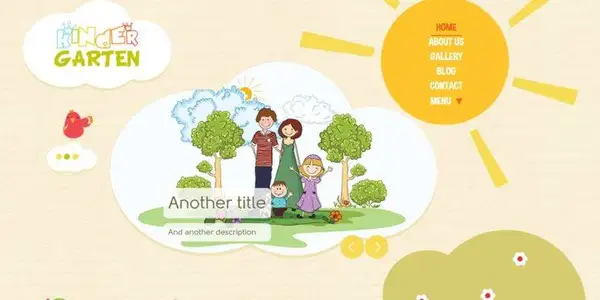 KINDER
GARTEN
HOME
ABOUT US
GALLERY
BLOG
CONTACT
MENU
Another title
And another description